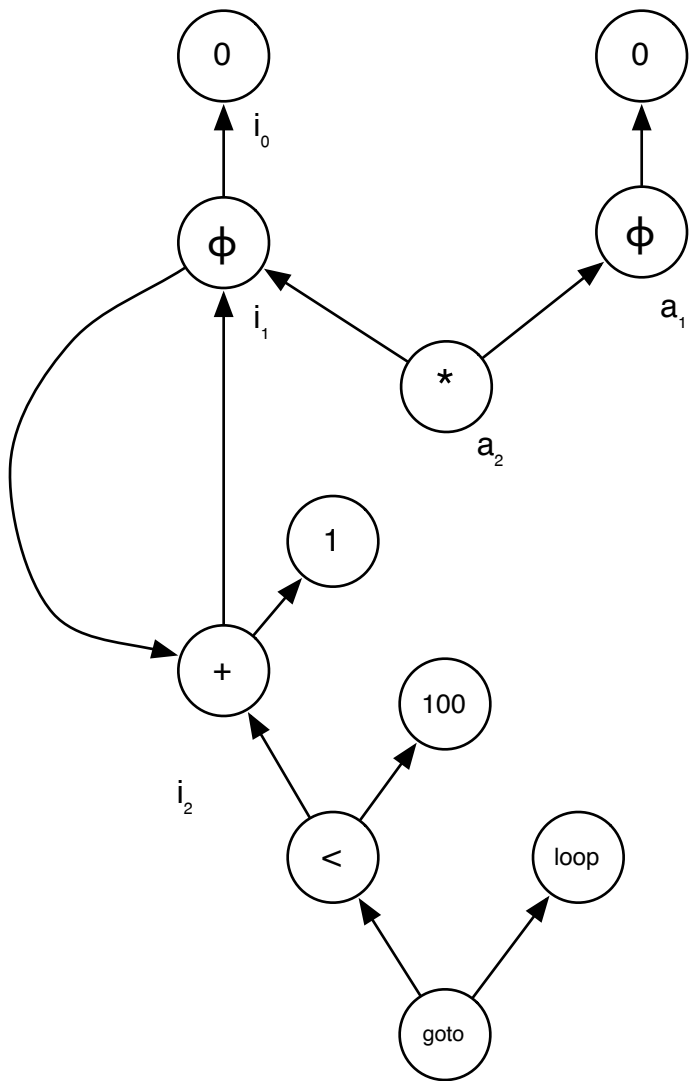 0 0
i₀
ϕ ϕ
i₁ a₁
*
a₂
1
+
100
i₂
< loop
goto